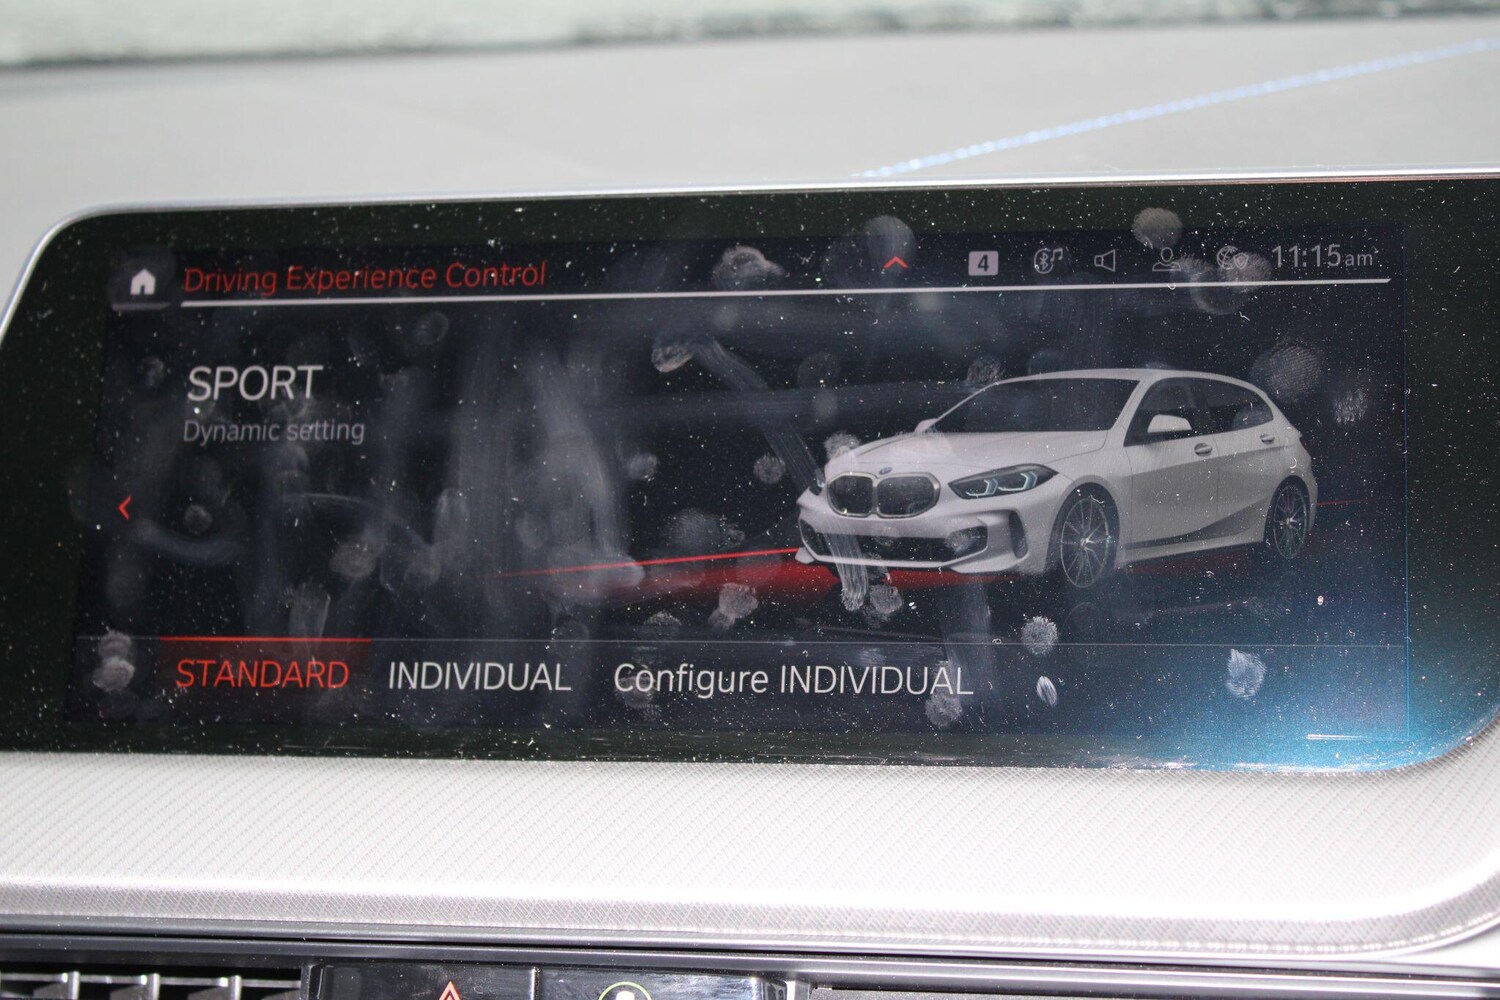 Driving Experience Control
4
11:15am
SPORT
Dynamic setting
STANDARD INDIVIDUAL Configure INDIVIDUAL